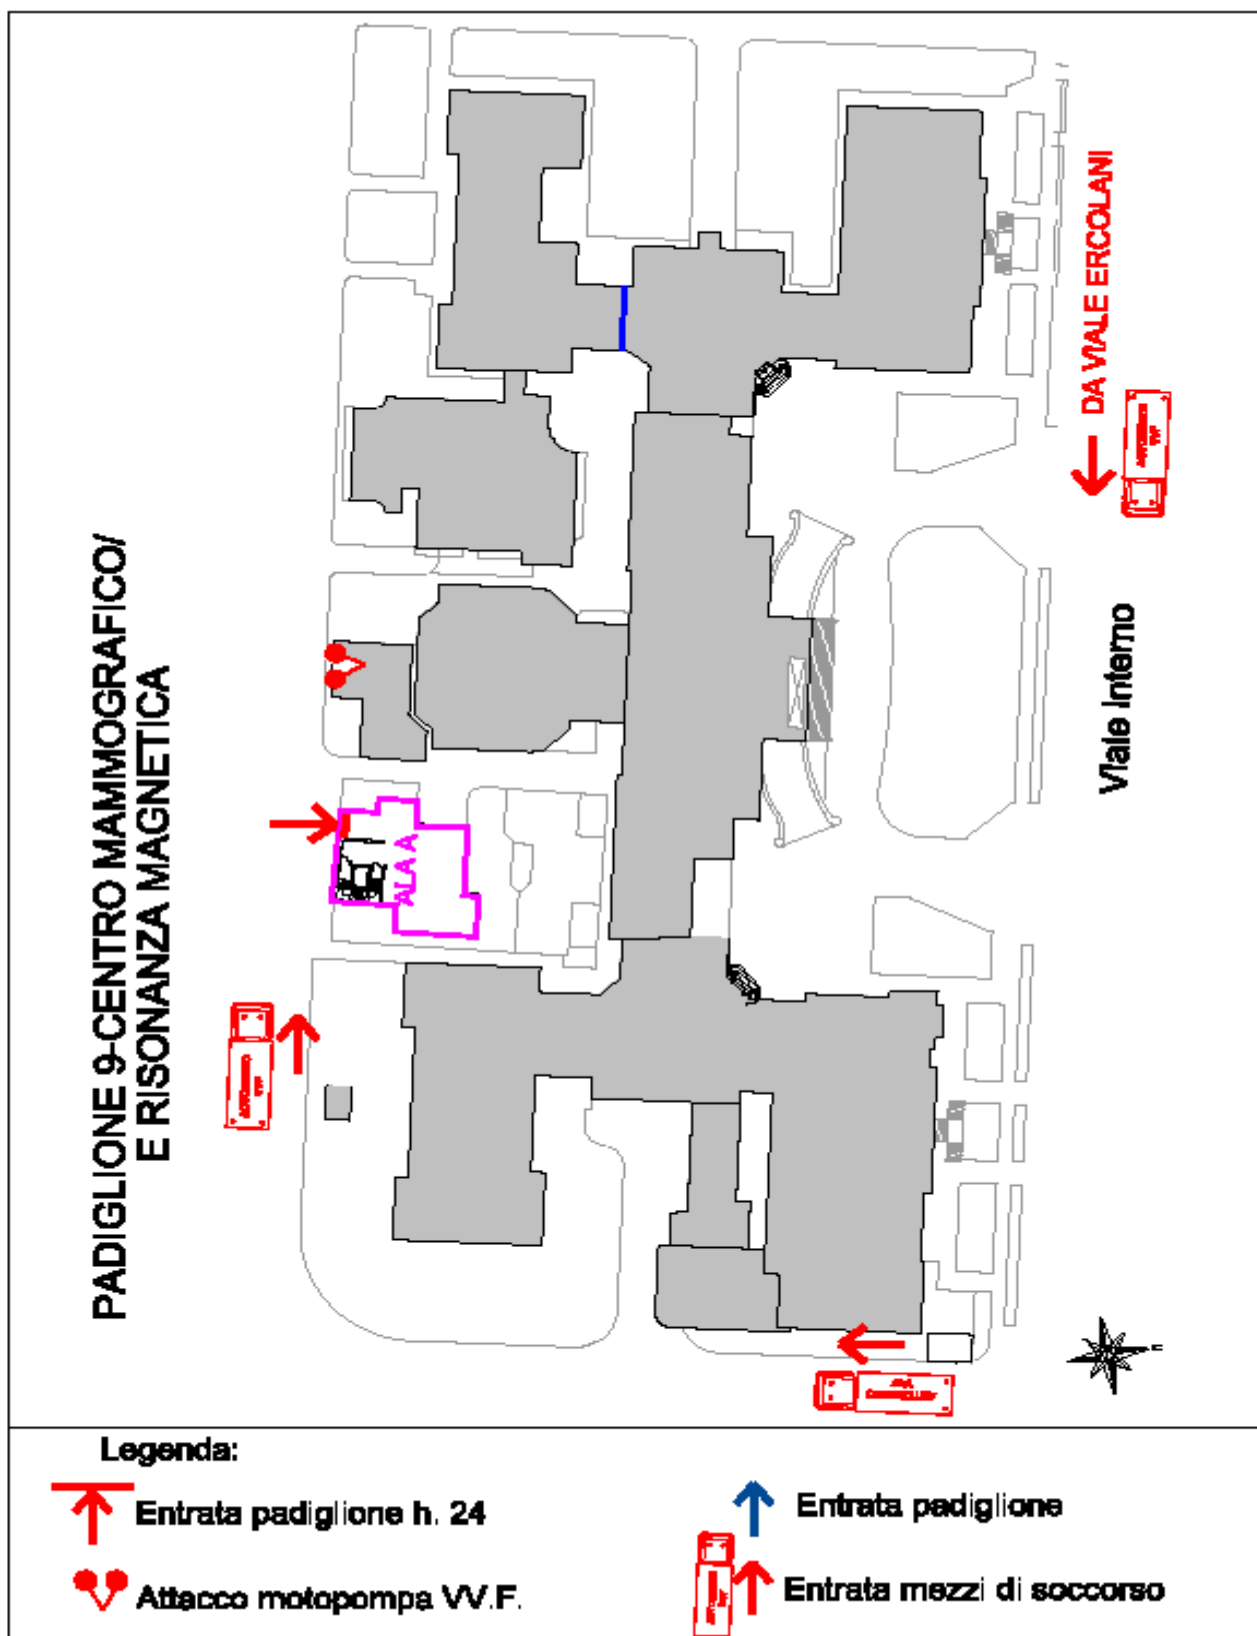 PADIGLIONE 9-CENTRO MAMMOGRAFICO/
E RISONANZA MAGNETICA
ALA A
DA VIALE ERCOLANI
Viale Interno
Legenda:
Entrata padiglione h. 24
Attacco motopompa VV.F.
Entrata padiglione
Entrata mezzi di soccorso